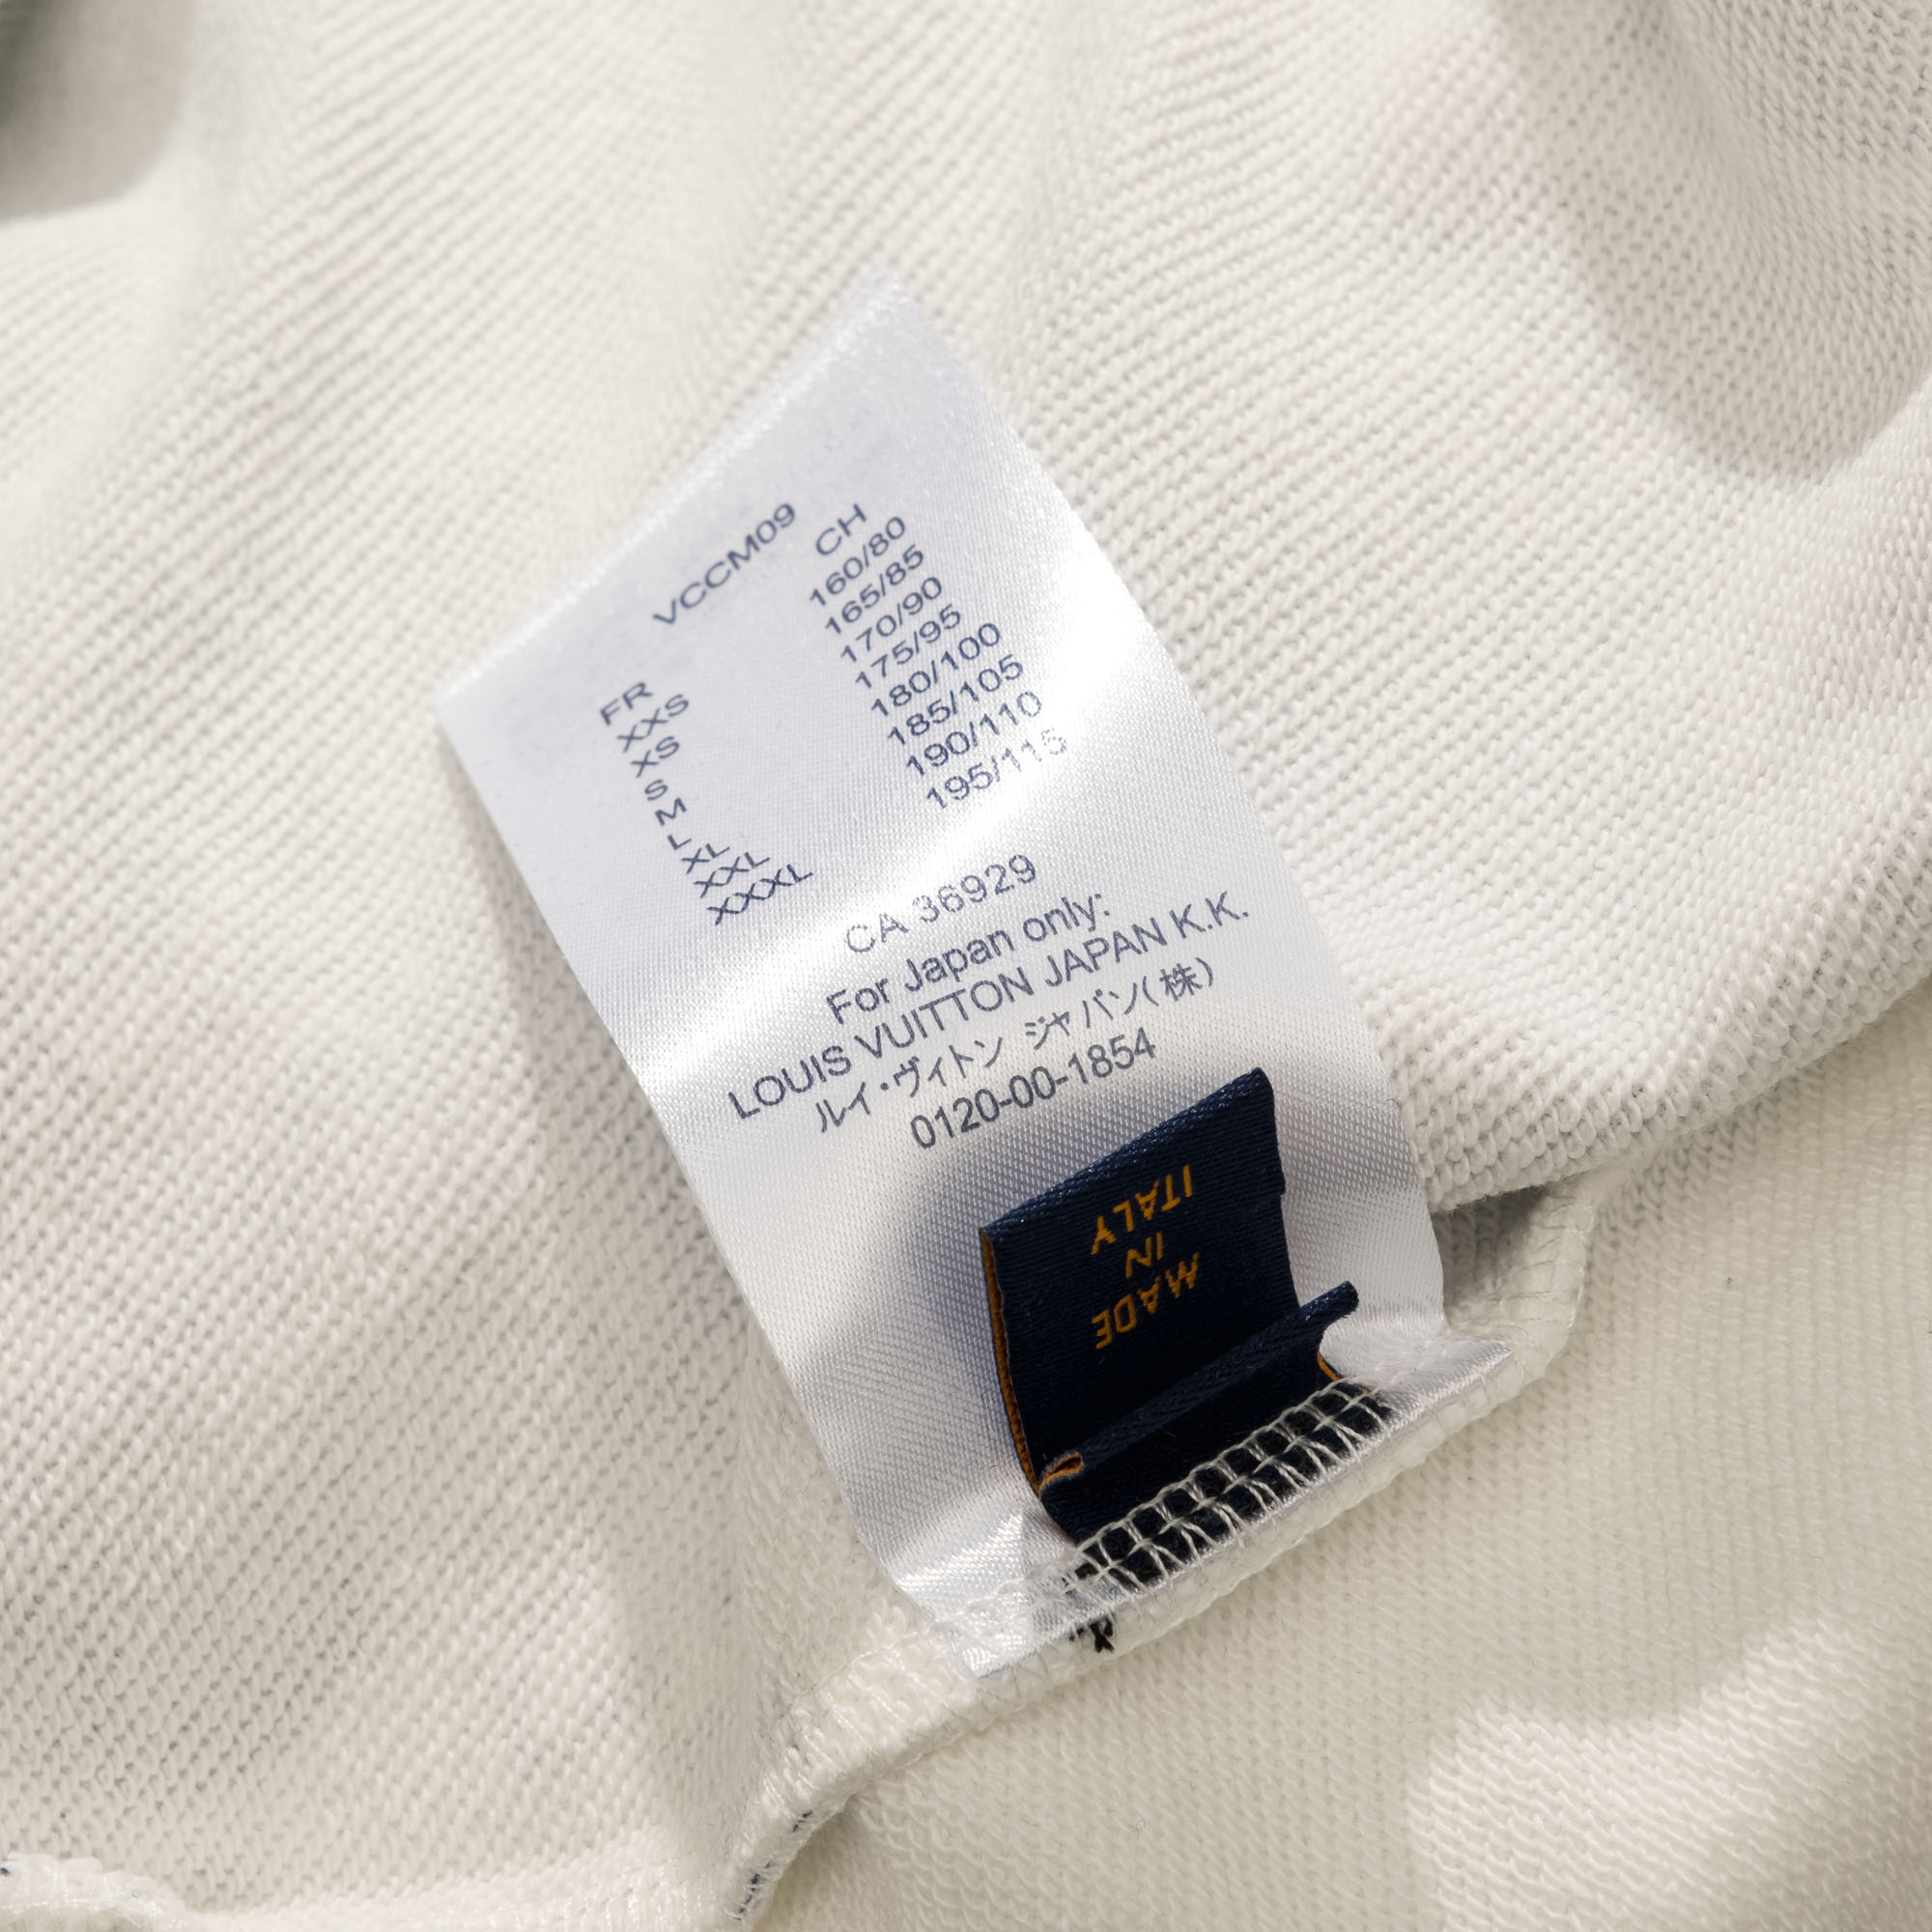 VCCM09
FR CH
XXS 160/80
XS 165/85
S 170/90
M 175/95
L 180/100
XL 185/105
XXL 190/110
XXXL 195/115
CA 36929
For Japan only:
LOUIS VUITTON JAPAN K.K.
ルイ・ヴィトン ジャパン(株)
0120-00-1854
MADE
IN
ITALY